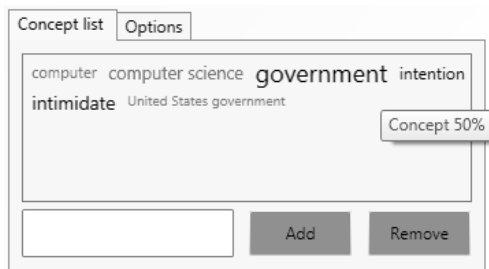 Concept list Options
computer computer science government intention
intimidate United States government
Concept 50%
Add Remove